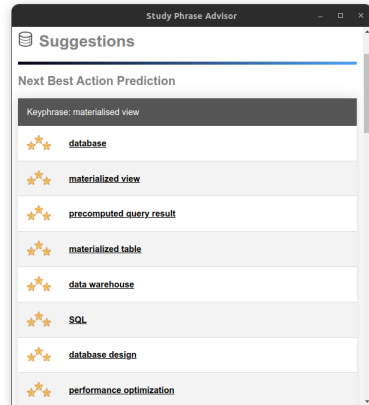 Study Phrase Advisor
Suggestions
Next Best Action Prediction
Keyphrase: materialised view
database
materialized view
precomputed query result
materialized table
data warehouse
SQL
database design
performance optimization